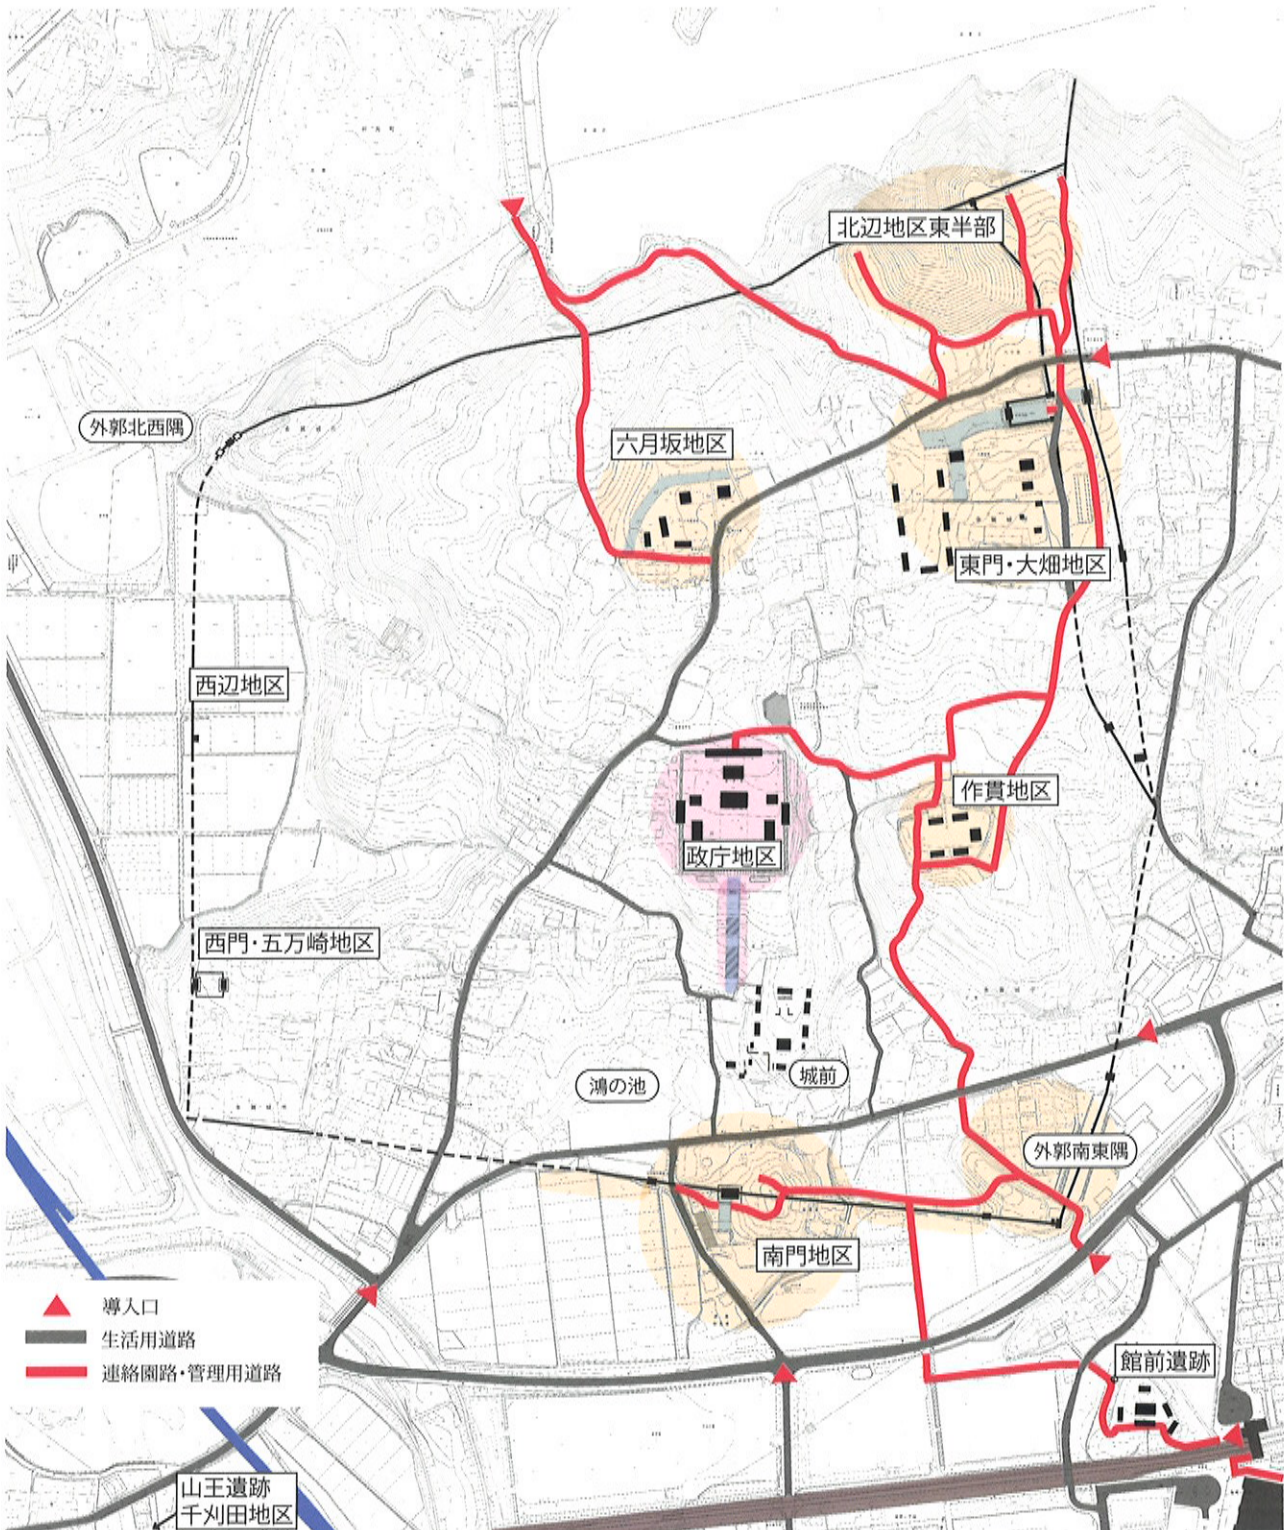 北辺地区東半部
外郭北西隅
六月坂地区
東門・大畑地区
西辺地区
作貫地区
政庁地区
西門・五万崎地区
鴻の池
城前
外郭南東隅
南門地区
導入口
生活用道路
連絡園路・管理用道路
館前遺跡
山王遺跡
千刈田地区